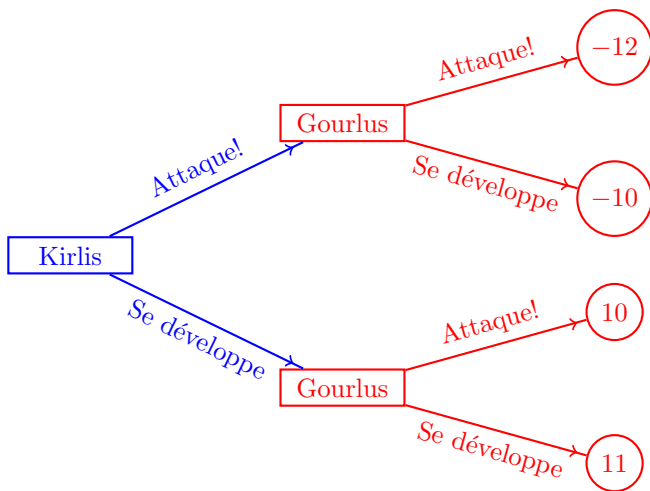 Attaque!
−12
Gourlus
Attaque!
Se développe
−10
Kirlis
Se développe
Attaque!
10
Gourlus
Se développe
11